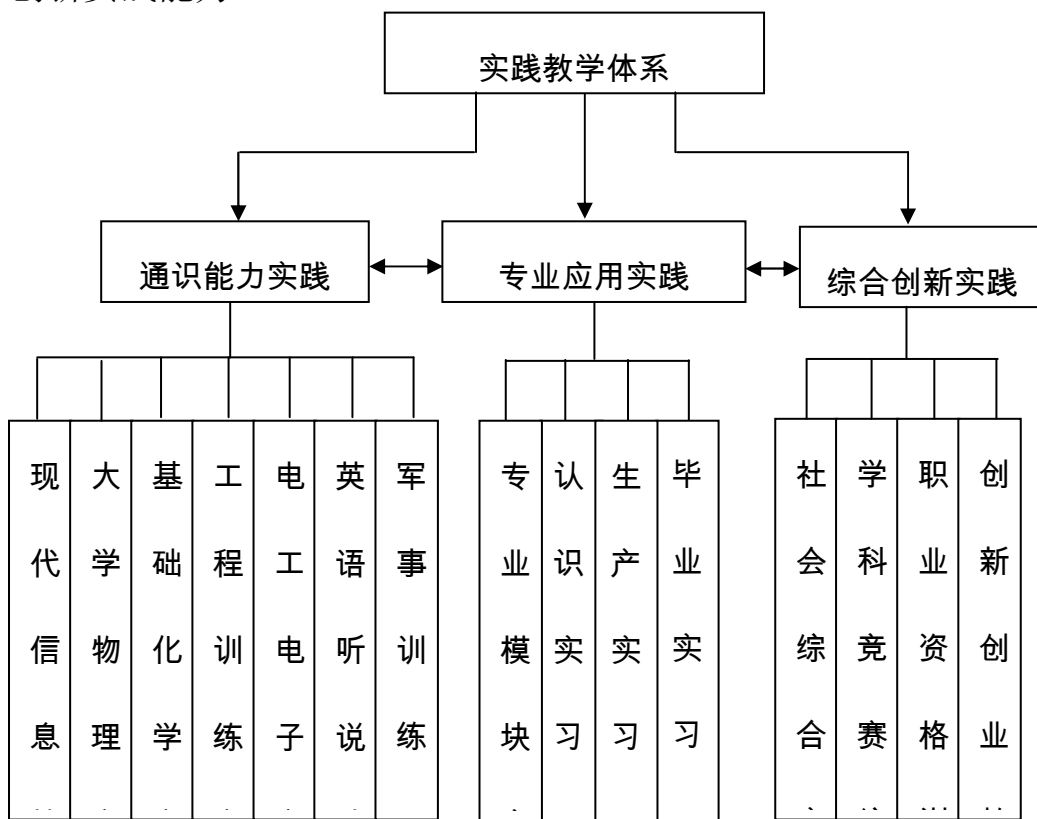 实践教学体系
通识能力实践
专业应用实践
综合创新实践
现代信息
大学物理
基础化学
工程训练
电工电子
英语听说
军事训练
专业模块
认识实习
生产实习
毕业实习
社会综合
学科竞赛
职业资格
创新创业